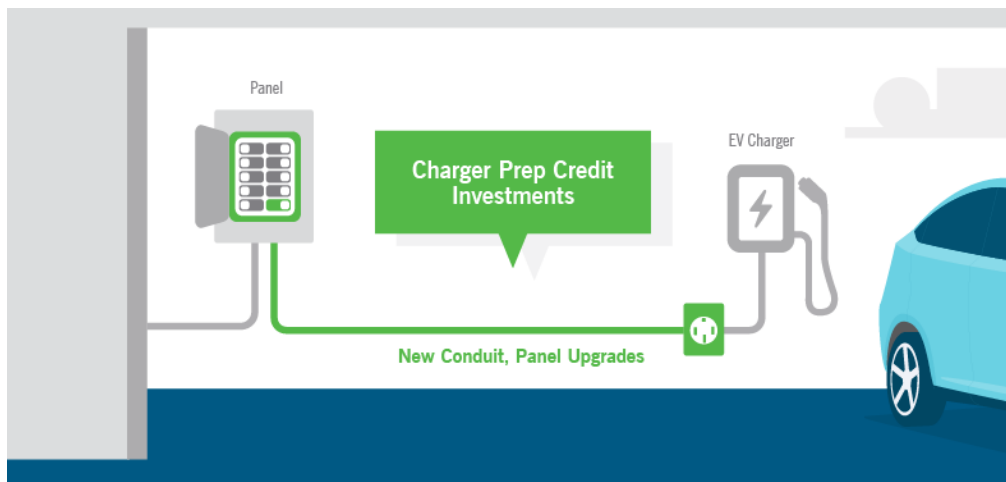 Panel
Charger Prep Credit
Investments
EV Charger
New Conduit, Panel Upgrades